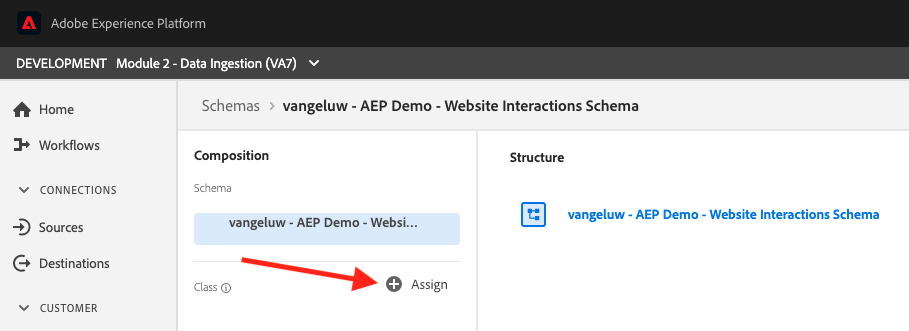 Adobe Experience Platform
DEVELOPMENT Module 2 - Data Ingestion (VA7)
Home
Workflows
CONNECTIONS
Sources
Destinations
CUSTOMER
Schemas > vangeluw - AEP Demo - Website Interactions Schema
Composition
Schema
vangeluw - AEP Demo - Websi...
Class
Assign
Structure
vangeluw - AEP Demo - Website Interactions Schema